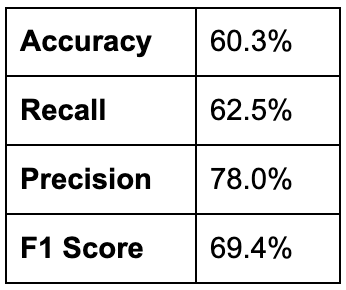 Accuracy 60.3%
Recall 62.5%
Precision 78.0%
F1 Score 69.4%